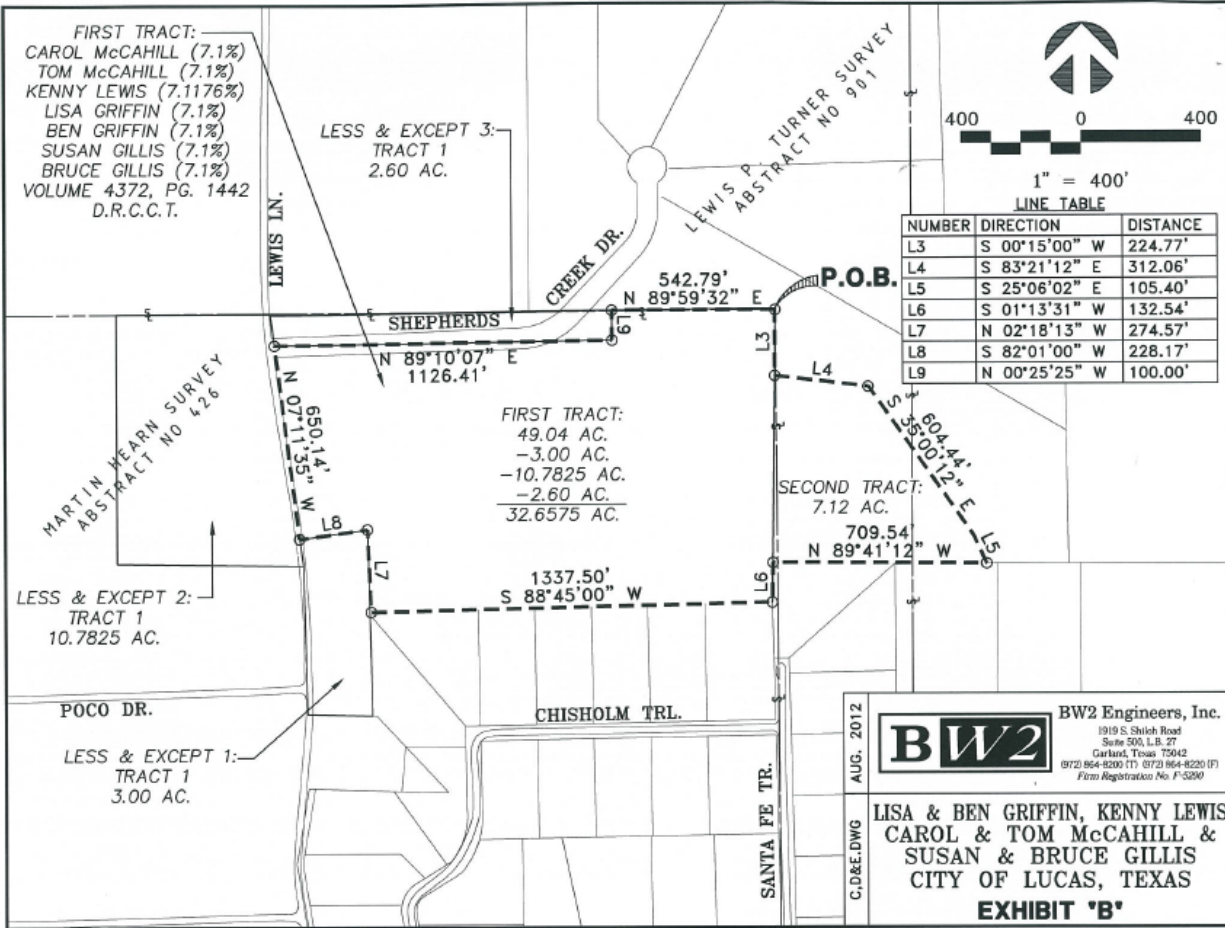 FIRST TRACT:
CAROL McCAHILL (7.1%)
TOM McCAHILL (7.1%)
KENNY LEWIS (7.1176%)
LISA GRIFFIN (7.1%)
BEN GRIFFIN (7.1%)
SUSAN GILLIS (7.1%)
BRUCE GILLIS (7.1%)
VOLUME 4372, PG. 1442
D.R.C.C.T.
LESS & EXCEPT 3:
TRACT 1
2.60 AC.
LEWIS LN.
LEWIS P. TURNER SURVEY
ABSTRACT NO 901
400 0 400
1" = 400'
LINE TABLE
NUMBER DIRECTION DISTANCE
L3 S 00°15'00" W 224.77'
L4 S 83°21'12" E 312.06'
L5 S 25°06'02" E 105.40'
L6 S 01°13'31" W 132.54'
L7 N 02°18'13" W 274.57'
L8 S 82°01'00" W 228.17'
L9 N 00°25'25" W 100.00'
SHEPHERDS CREEK DR.
542.79'
N 89°59'32" E
P.O.B.
L9
L3
L4
N 89°10'07" E
1126.41'
MARTIN HEARN SURVEY
ABSTRACT NO 426
650.14'
N 07°11'35" W
FIRST TRACT:
49.04 AC.
-3.00 AC.
-10.7825 AC.
-2.60 AC.
32.6575 AC.
604.44'
S 35°00'12" E
SECOND TRACT:
7.12 AC.
709.54'
N 89°41'12" W
L5
L8
L7
L6
1337.50'
S 88°45'00" W
LESS & EXCEPT 2:
TRACT 1
10.7825 AC.
POCO DR.
CHISHOLM TRL.
LESS & EXCEPT 1:
TRACT 1
3.00 AC.
SANTA FE TR.
AUG. 2012
C,D&E.DWG
BW2
BW2 Engineers, Inc.
1919 S. Shiloh Road
Suite 500, L.B. 27
Garland, Texas 75042
(972) 864-8200 (T) (972) 864-8220 (F)
Firm Registration No. F-5290
LISA & BEN GRIFFIN, KENNY LEWIS
CAROL & TOM McCAHILL &
SUSAN & BRUCE GILLIS
CITY OF LUCAS, TEXAS
EXHIBIT "B"